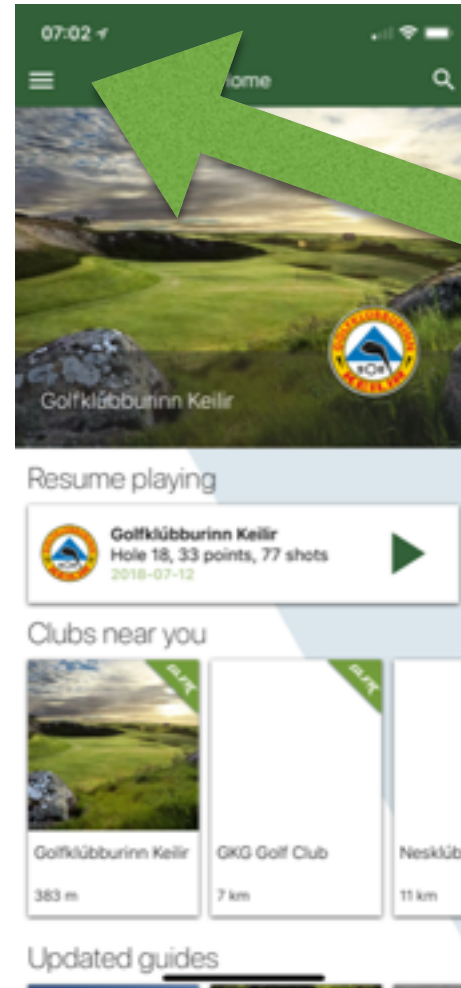 07:02
ome
Golfklúbburinn Keilir
Resume playing
Golfklúbburinn Keilir
Hole 18, 33 points, 77 shots
2018-07-12
Clubs near you
Golfklúbburinn Keilir
383 m
GKG Golf Club
7 km
Nesklúb
11 km
Updated guides